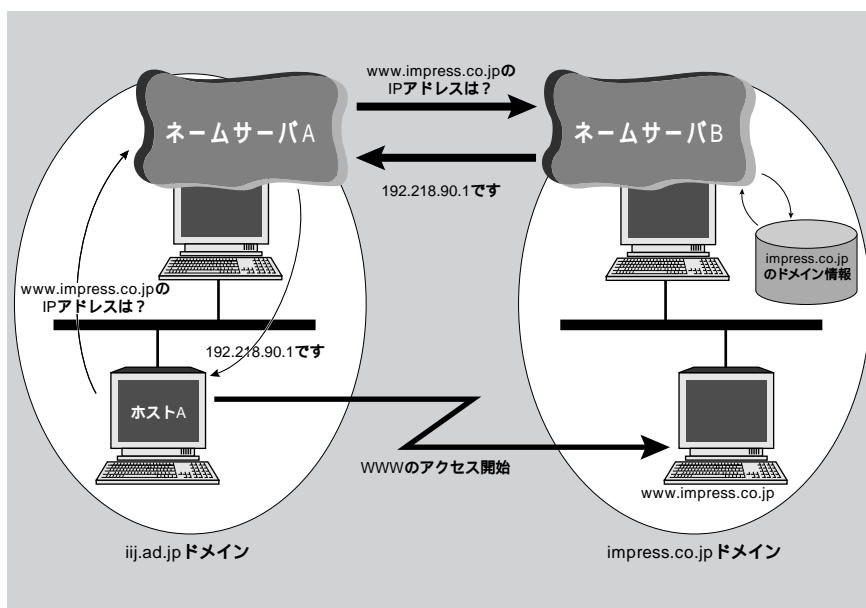 www.impress.co.jpの
IPアドレスは？
ネームサーバA
ネームサーバB
192.218.90.1です
impress.co.jp
のドメイン情報
www.impress.co.jpの
IPアドレスは？
192.218.90.1です
ホストA
WWWのアクセス開始
www.impress.co.jp
iij.ad.jpドメイン
impress.co.jpドメイン